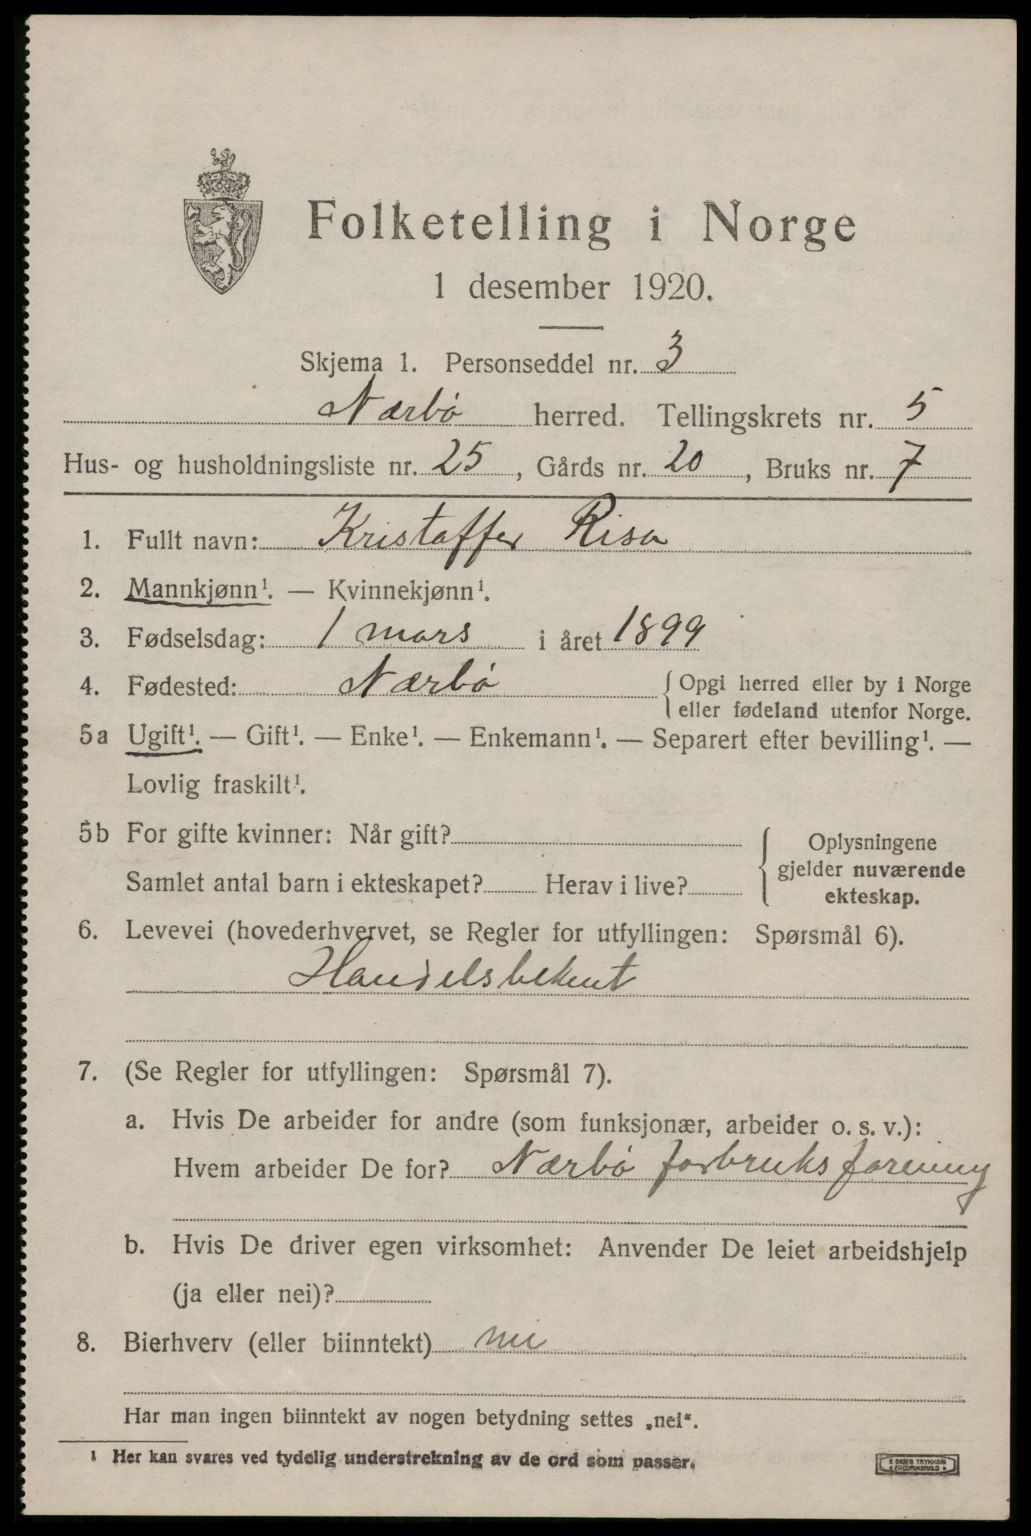 Folketelling i Norge
1 desember 1920.
Skjema 1. Personseddel nr. 3
Nærbö herred. Tellingskrets nr. 5
Hus- og husholdningsliste nr. 25, Gårds nr. 20, Bruks nr. 7
1. Fullt navn: Kristoffer Risa
2. Mannkjønn¹. — Kvinnekjønn¹.
3. Fødselsdag: 1 mars i året 1899
4. Fødested: Nærbö { Opgi herred eller by i Norge
eller fødeland utenfor Norge.
5a Ugift¹. — Gift¹. — Enke¹. — Enkemann¹. — Separert efter bevilling¹. —
Lovlig fraskilt¹.
5b For gifte kvinner: Når gift?
Samlet antal barn i ekteskapet? Herav i live?
{ Oplysningene
gjelder nuværende
ekteskap.
6. Levevei (hovederhvervet, se Regler for utfyllingen: Spørsmål 6).
Handelsbetient
7. (Se Regler for utfyllingen: Spørsmål 7).
a. Hvis De arbeider for andre (som funksjonær, arbeider o. s. v.):
Hvem arbeider De for? Nærbö forbruksforening
b. Hvis De driver egen virksomhet: Anvender De leiet arbeidshjelp
(ja eller nei)?
8. Bierhverv (eller biinntekt) nei
Har man ingen biinntekt av nogen betydning settes „nei".
¹ Her kan svares ved tydelig understrekning av de ord som passer.